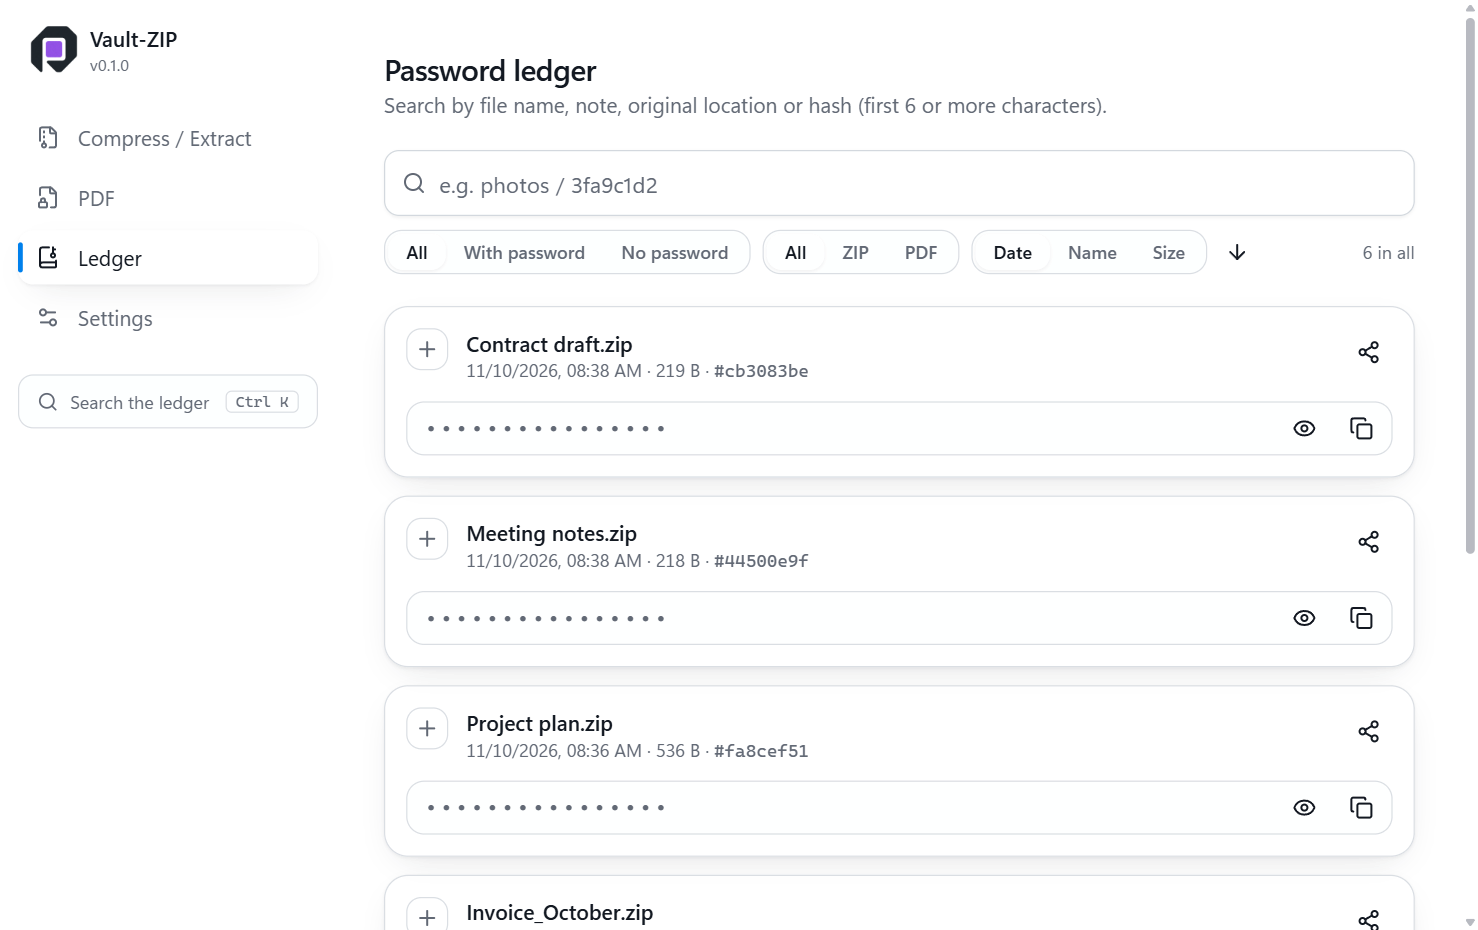 Vault-ZIP
v0.1.0
Compress / Extract
PDF
Ledger
Settings
Search the ledger Ctrl K
Password ledger
Search by file name, note, original location or hash (first 6 or more characters).
e.g. photos / 3fa9c1d2
All With password No password All ZIP PDF Date Name Size 6 in all
Contract draft.zip
11/10/2026, 08:38 AM · 219 B · #cb3083be
••••••••••••••••
Meeting notes.zip
11/10/2026, 08:38 AM · 218 B · #44500e9f
••••••••••••••••
Project plan.zip
11/10/2026, 08:36 AM · 536 B · #fa8cef51
••••••••••••••••
Invoice_October.zip